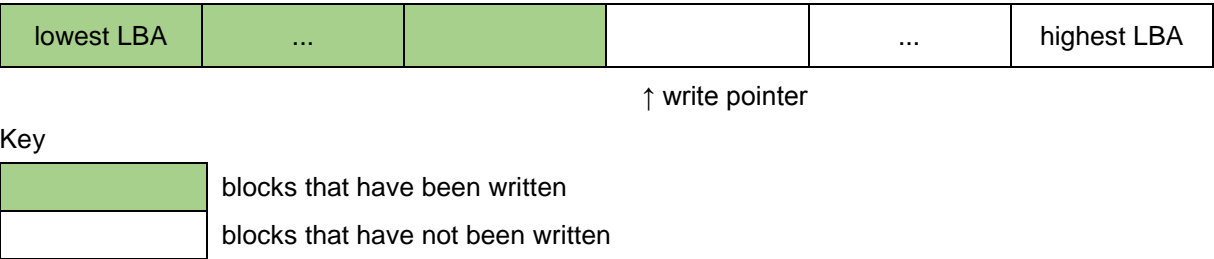 lowest LBA ... ... highest LBA
↑ write pointer
Key
blocks that have been written
blocks that have not been written